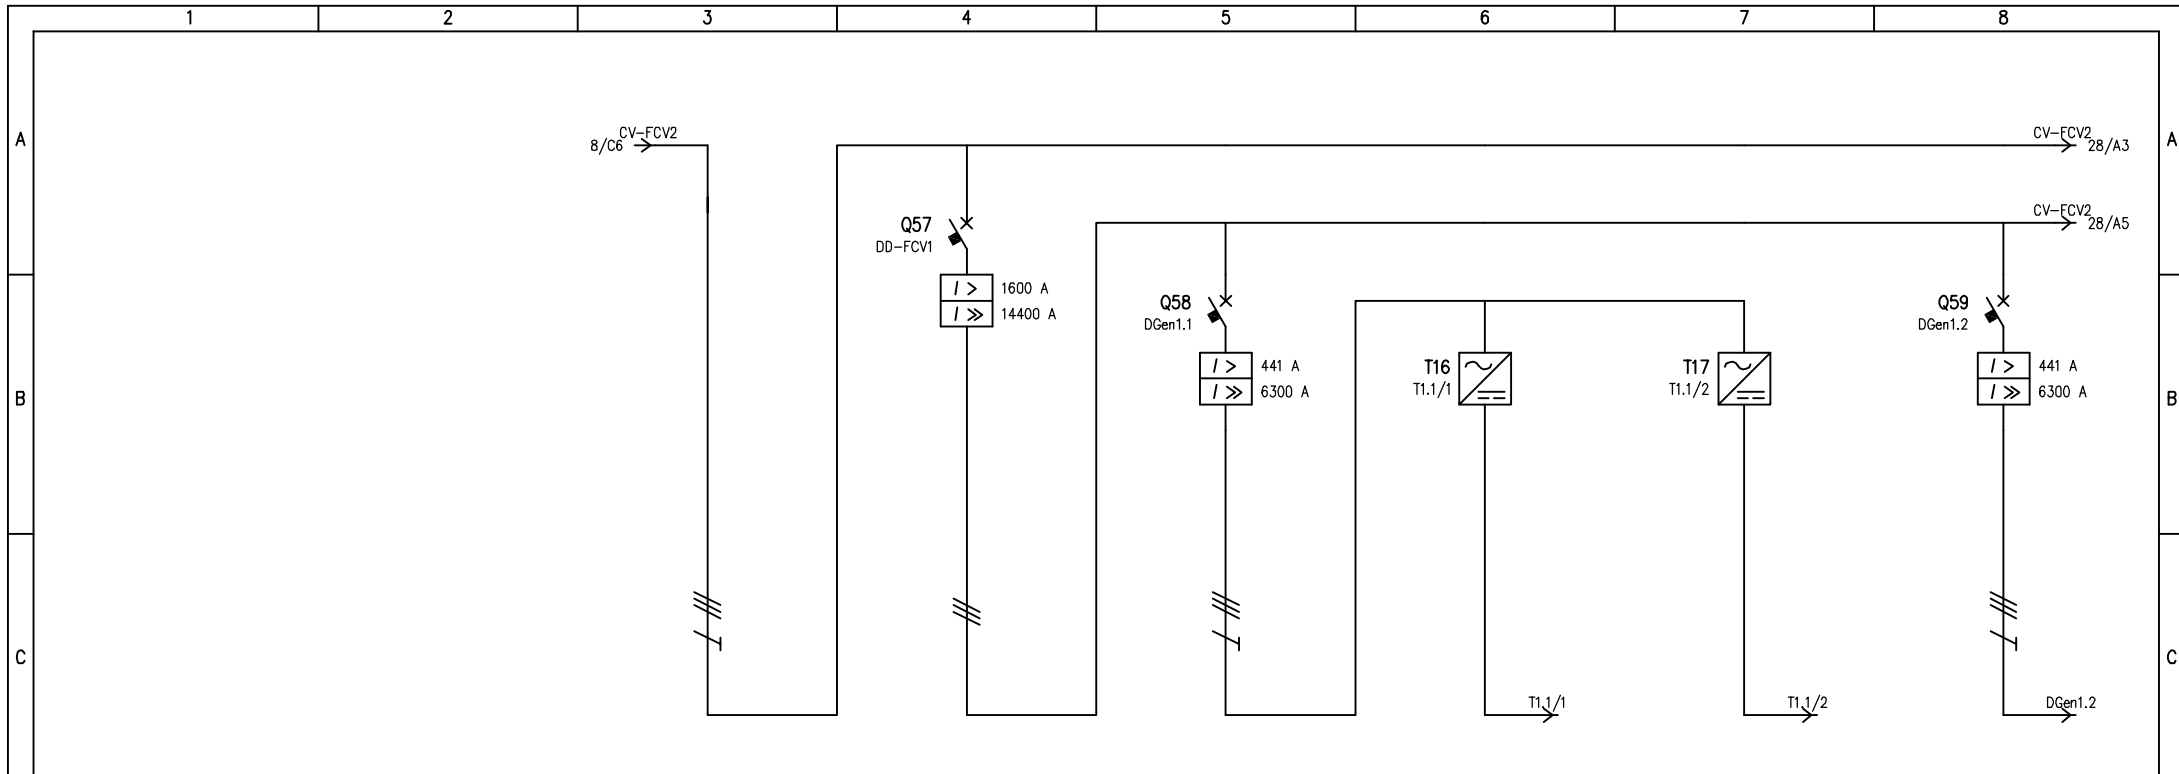 1 2 3 4 5 6 7 8
A A
CV-FCV2
8/C6
CV-FCV2
28/A3
CV-FCV2
28/A5
Q57
DD-FCV1
I >
1600 A
I >>
14400 A
B B
Q58
DGen1.1
I >
441 A
I >>
6300 A
T16
T1.1/1
T17
T1.1/2
Q59
DGen1.2
I >
441 A
I >>
6300 A
C C
T1.1/1
T1.1/2
DGen1.2